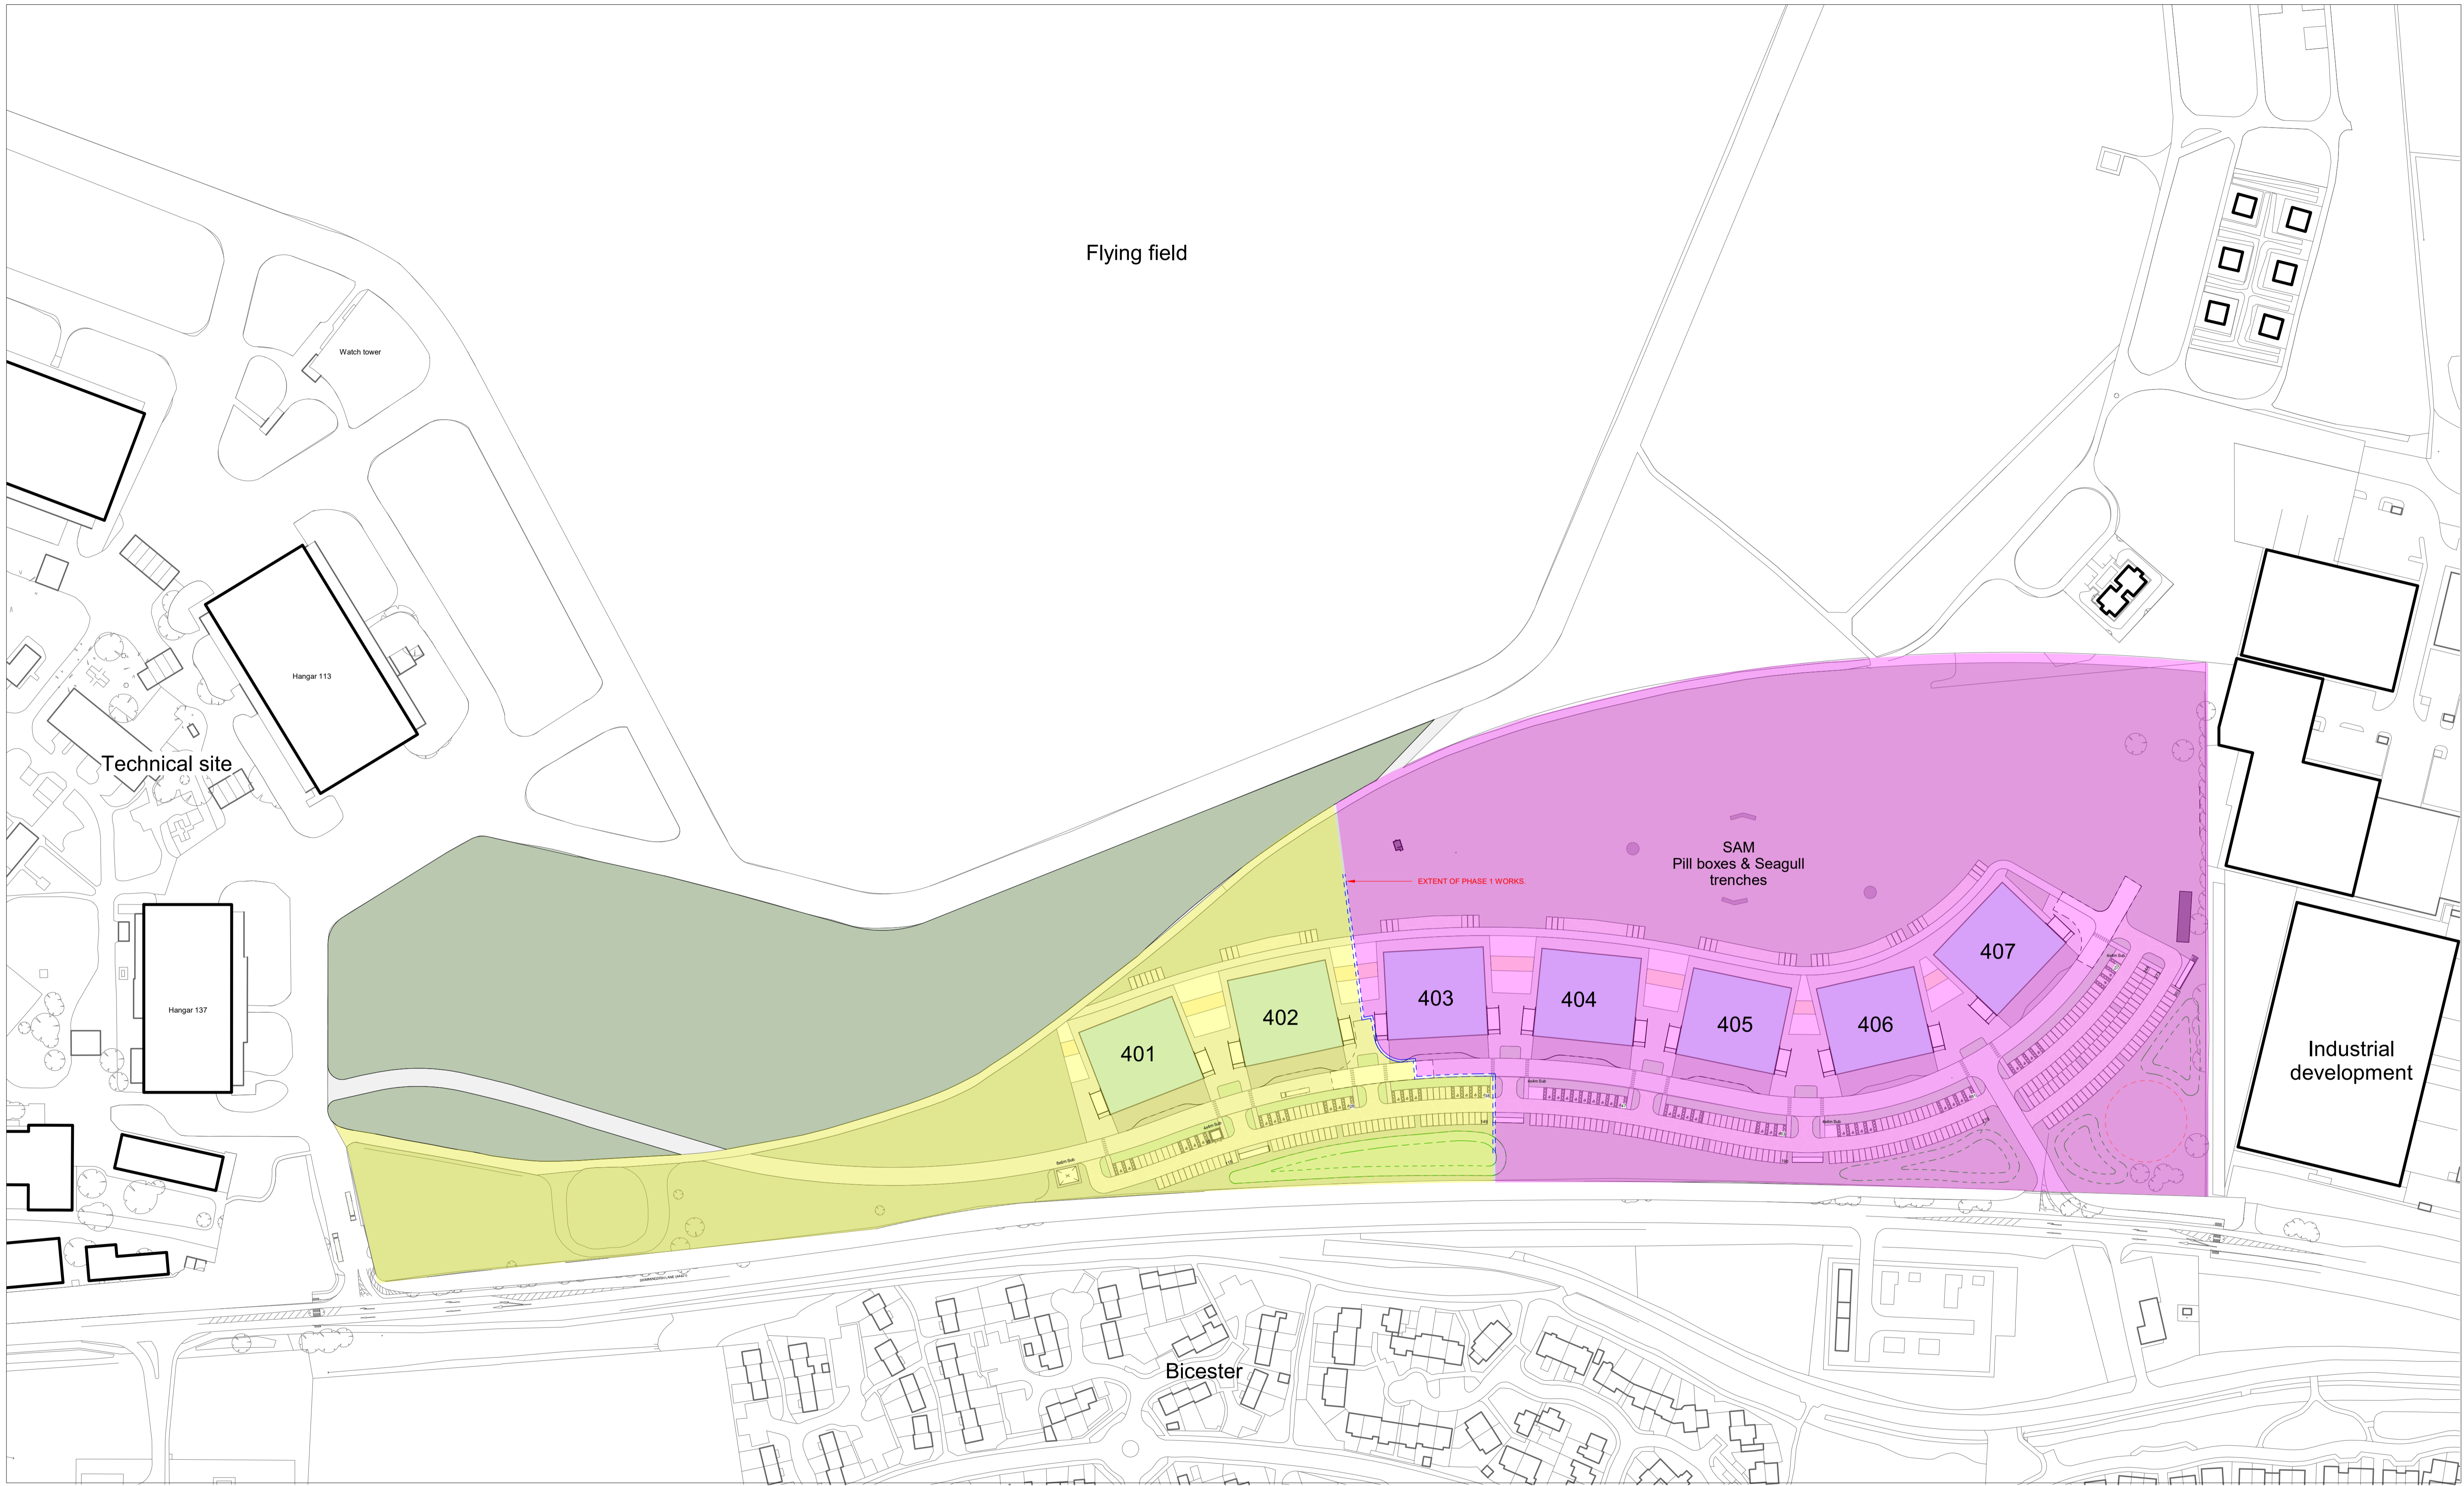 Flying field
Watch tower
Hangar 113
Technical site
SAM
Pill boxes & Seagull
trenches
EXTENT OF PHASE 1 WORKS.
407
403
404
402
405
406
401
Hangar 137
Industrial
development
Bicester